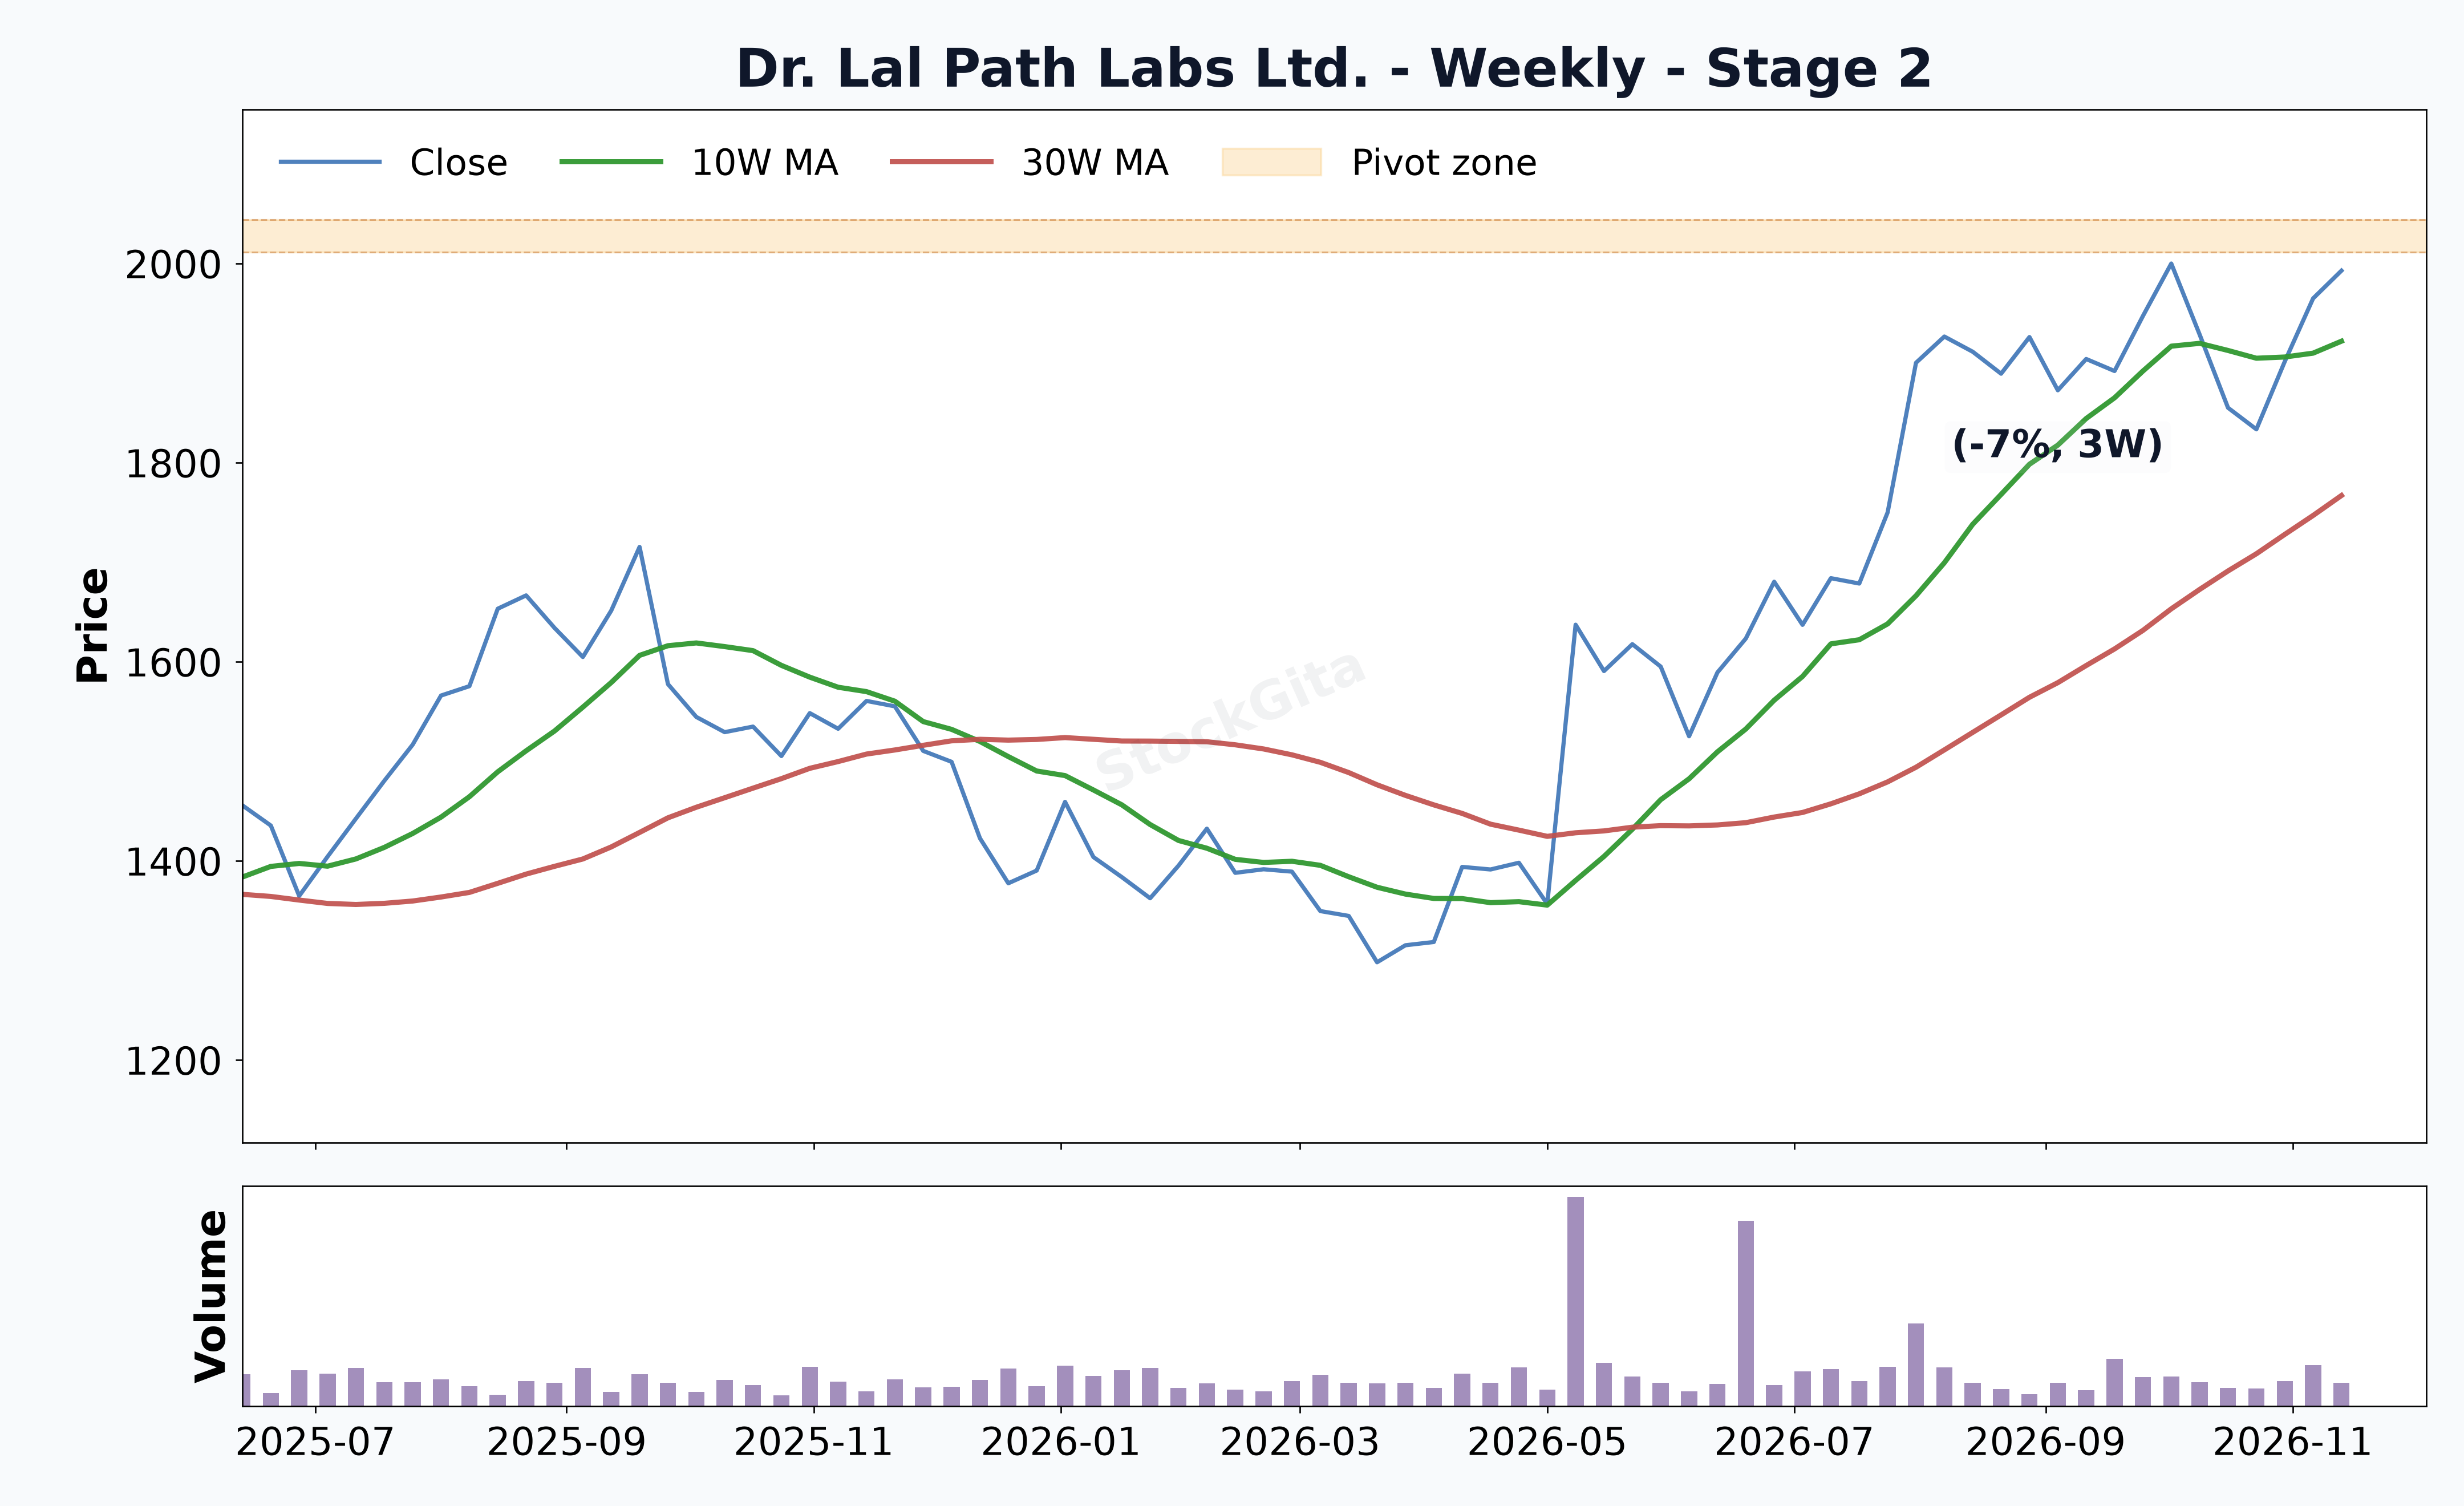 Dr. Lal Path Labs Ltd. - Weekly - Stage 2
Close 10W MA 30W MA Pivot zone
2000
1800
1600
1400
1200
Price
(-7%, 3W)
StockGita
Volume
2025-07 2025-09 2025-11 2026-01 2026-03 2026-05 2026-07 2026-09 2026-11